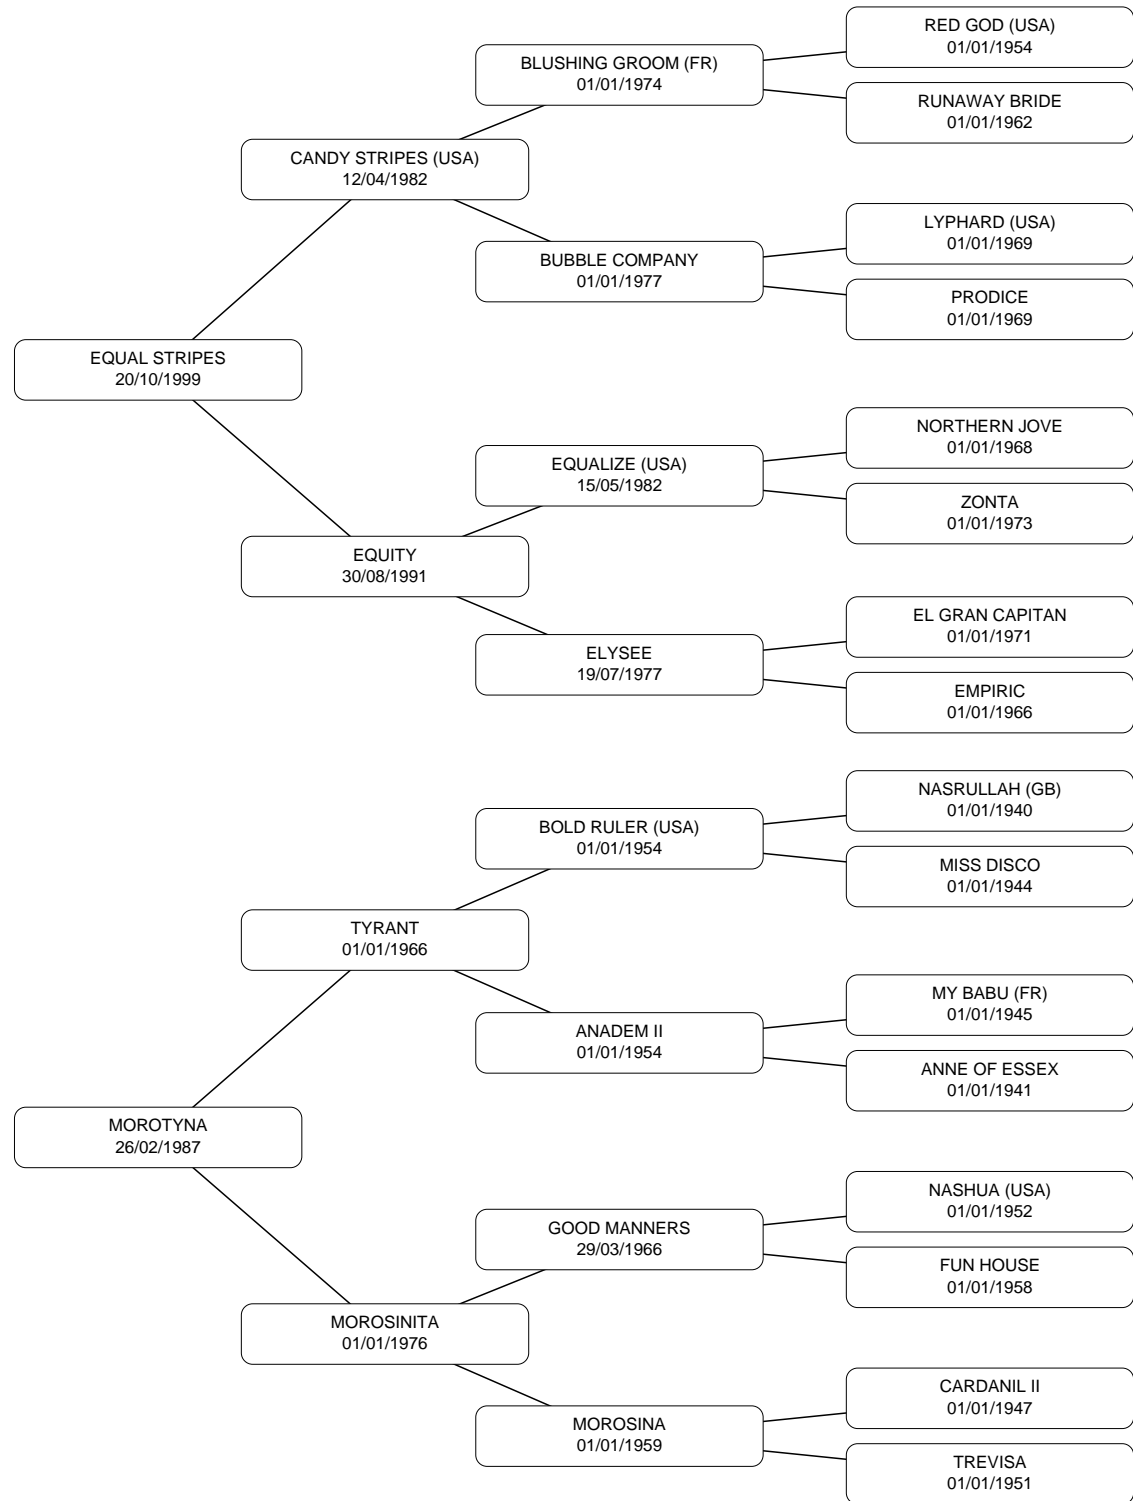 RED GOD (USA)
01/01/1954
BLUSHING GROOM (FR)
01/01/1974
RUNAWAY BRIDE
01/01/1962
CANDY STRIPES (USA)
12/04/1982
LYPHARD (USA)
01/01/1969
BUBBLE COMPANY
01/01/1977
PRODICE
01/01/1969
EQUAL STRIPES
20/10/1999
NORTHERN JOVE
01/01/1968
EQUALIZE (USA)
15/05/1982
ZONTA
01/01/1973
EQUITY
30/08/1991
EL GRAN CAPITAN
01/01/1971
ELYSEE
19/07/1977
EMPIRIC
01/01/1966
NASRULLAH (GB)
01/01/1940
BOLD RULER (USA)
01/01/1954
MISS DISCO
01/01/1944
TYRANT
01/01/1966
MY BABU (FR)
01/01/1945
ANADEM II
01/01/1954
ANNE OF ESSEX
01/01/1941
MOROTYNA
26/02/1987
NASHUA (USA)
01/01/1952
GOOD MANNERS
29/03/1966
FUN HOUSE
01/01/1958
MOROSINITA
01/01/1976
CARDANIL II
01/01/1947
MOROSINA
01/01/1959
TREVISA
01/01/1951